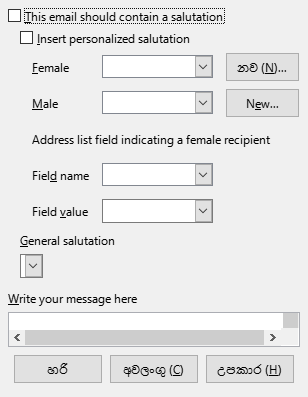 This email should contain a salutation
Insert personalized salutation
Female නව (N)...
Male New...
Address list field indicating a female recipient
Field name
Field value
General salutation
Write your message here
හරි අවලංගු (C) උපකාර (H)